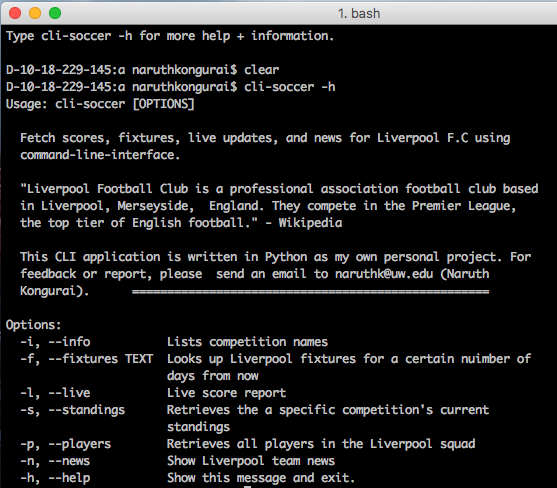 1. bash
Type cli-soccer -h for more help + information.
D-10-18-229-145:a naruthkongurai$ clear
D-10-18-229-145:a naruthkongurai$ cli-soccer -h
Usage: cli-soccer [OPTIONS]
Fetch scores, fixtures, live updates, and news for Liverpool F.C using
command-line-interface.
"Liverpool Football Club is a professional association football club based
in Liverpool, Merseyside,  England. They compete in the Premier League,
the top tier of English football." - Wikipedia
This CLI application is written in Python as my own personal project. For
feedback or report, please  send an email to naruthk@uw.edu (Naruth
Kongurai).      ===================================================
Options:
-i, --info           Lists competition names
-f, --fixtures TEXT  Looks up Liverpool fixtures for a certain nuimber of
days from now
-l, --live           Live score report
-s, --standings      Retrieves the a specific competition's current
standings
-p, --players        Retrieves all players in the Liverpool squad
-n, --news           Show Liverpool team news
-h, --help           Show this message and exit.